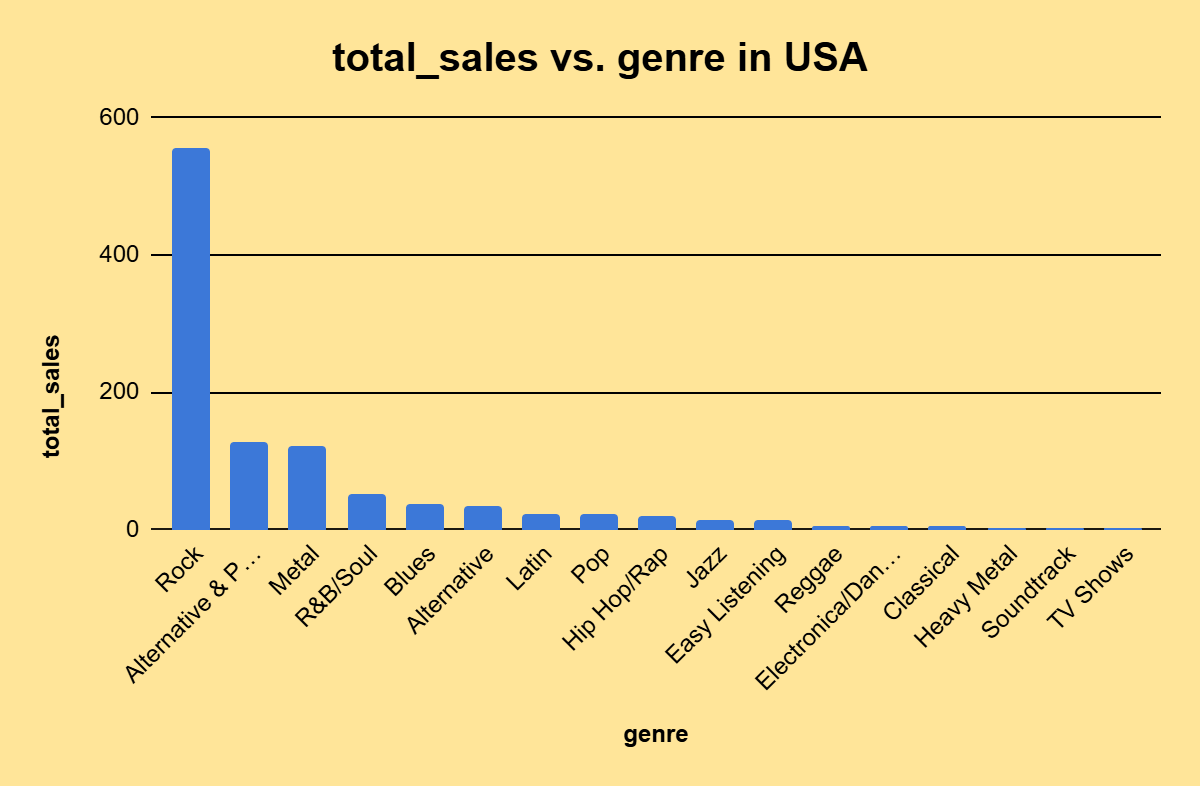 total_sales vs. genre in USA
600
400
200
0
total_sales
Rock
Alternative & P…
Metal
R&B/Soul
Blues
Alternative
Latin
Pop
Hip Hop/Rap
Jazz
Easy Listening
Reggae
Electronica/Dan…
Classical
Heavy Metal
Soundtrack
TV Shows
genre